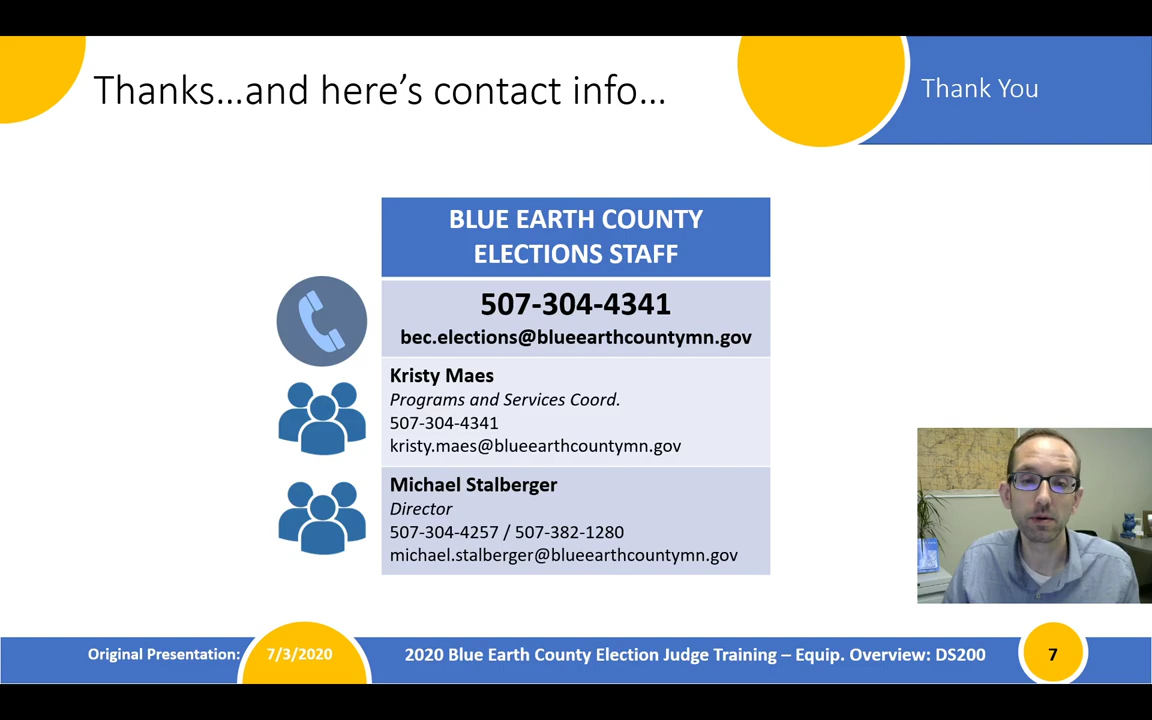 Thanks...and here’s contact info...
Thank You
BLUE EARTH COUNTY
ELECTIONS STAFF
507-304-4341
bec.elections@blueearthcountymn.gov
Kristy Maes
Programs and Services Coord.
507-304-4341
kristy.maes@blueearthcountymn.gov
Michael Stalberger
Director
507-304-4257 / 507-382-1280
michael.stalberger@blueearthcountymn.gov
Original Presentation: 7/3/2020
2020 Blue Earth County Election Judge Training – Equip. Overview: DS200
7